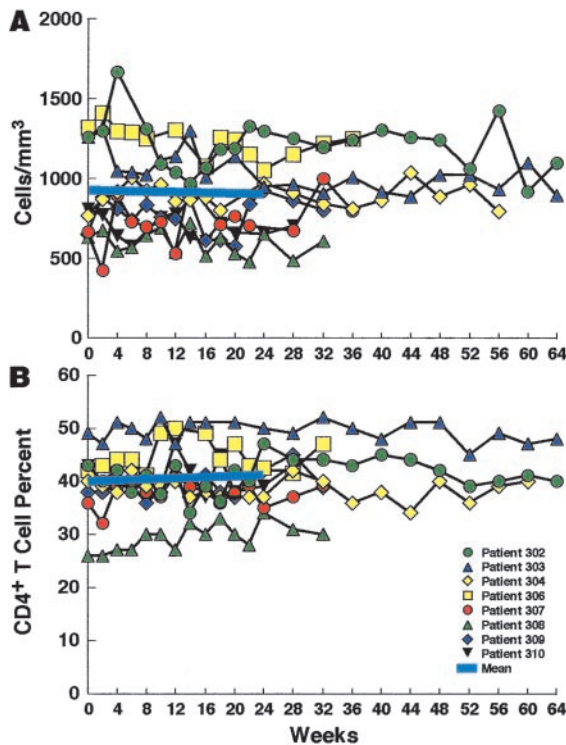 A
2000
1500
1000
500
0
Cells/mm³
0 4 8 12 16 20 24 28 32 36 40 44 48 52 56 60 64
B
60
50
40
30
20
10
0
CD4⁺ T Cell Percent
Patient 302
Patient 303
Patient 304
Patient 306
Patient 307
Patient 308
Patient 309
Patient 310
Mean
0 4 8 12 16 20 24 28 32 36 40 44 48 52 56 60 64
Weeks